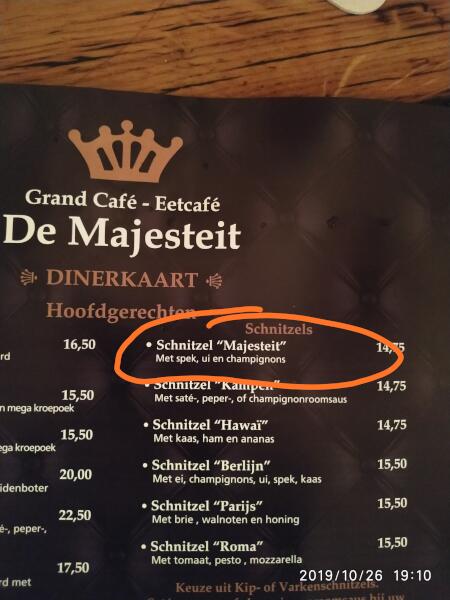 Grand Café - Eetcafé
De Majesteit
DINERKAART
Hoofdgerechten
16,50
15,50
n mega kroepoek
15,50
ega kroepoek
20,00
idenboter
22,50
é-, peper-,
17,50
rd met
Schnitzels
• Schnitzel “Majesteit” 14,75
Met spek, ui en champignons
• Schnitzel “Kampen” 14,75
Met saté-, peper-, of champignonroomsaus
• Schnitzel “Hawaï” 14,75
Met kaas, ham en ananas
• Schnitzel “Berlijn” 15,50
Met ei, champignons, ui, spek, kaas
• Schnitzel “Parijs” 15,50
Met brie , walnoten en honing
• Schnitzel “Roma” 15,50
Met tomaat, pesto , mozzarella
Keuze uit Kip- of Varkenschnitzels.
2019/10/26 19:10